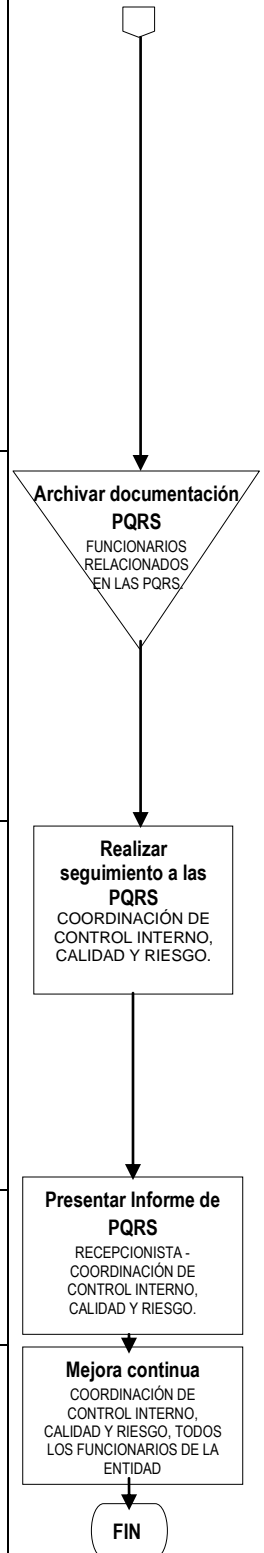 Archivar documentación
PQRS
FUNCIONARIOS
RELACIONADOS
EN LAS PQRS.
Realizar
seguimiento a las
PQRS
COORDINACIÓN DE
CONTROL INTERNO,
CALIDAD Y RIESGO.
Presentar Informe de
PQRS
RECEPCIONISTA -
COORDINACIÓN DE
CONTROL INTERNO,
CALIDAD Y RIESGO.
Mejora continua
COORDINACIÓN DE
CONTROL INTERNO,
CALIDAD Y RIESGO, TODOS
LOS FUNCIONARIOS DE LA
ENTIDAD
FIN